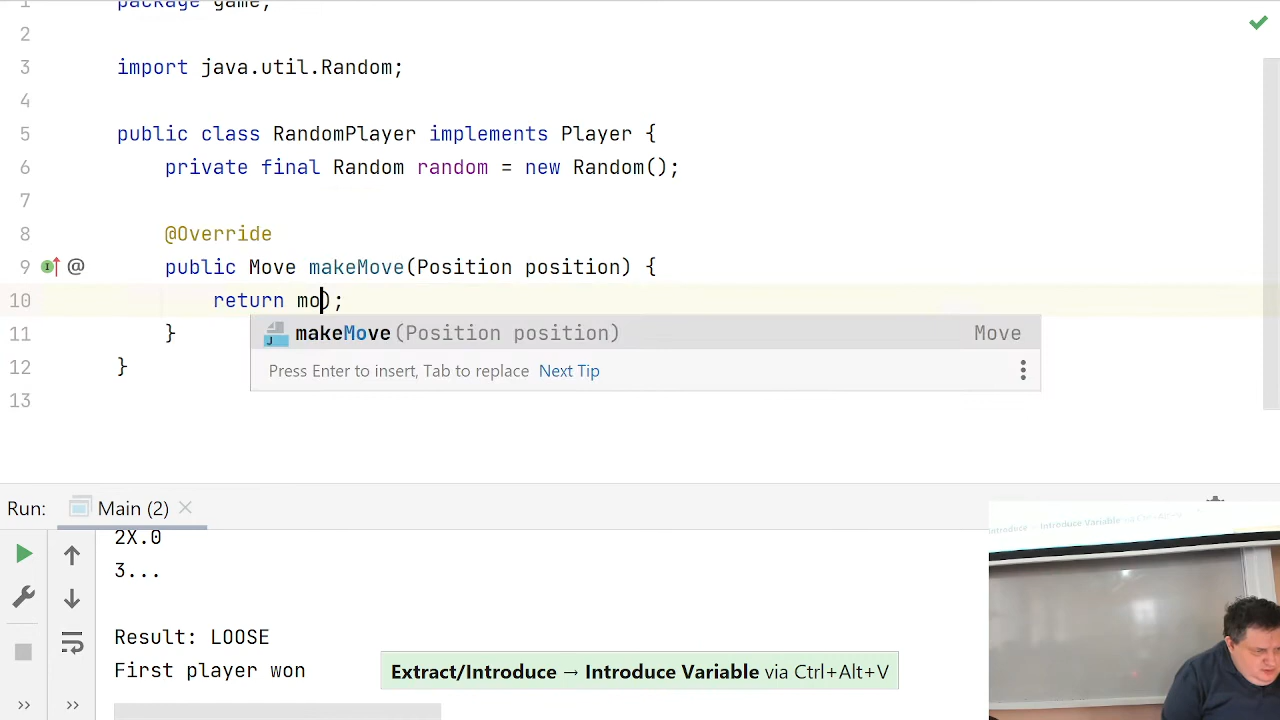 1 package game;
2
3 import java.util.Random;
4
5 public class RandomPlayer implements Player {
6 private final Random random = new Random();
7
8 @Override
9 @ public Move makeMove(Position position) {
10 return mo);
makeMove(Position position) Move
11 }
Press Enter to insert, Tab to replace Next Tip
12 }
13
Run: Main (2)
2X.0
3...
Result: LOOSE
First player won
Extract/Introduce → Introduce Variable via Ctrl+Alt+V